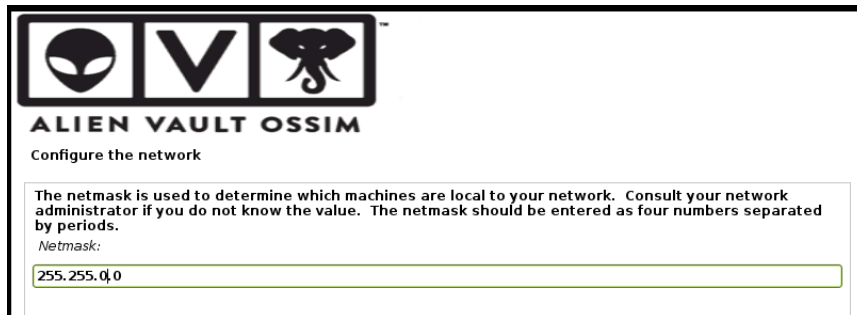 V ™
ALIEN VAULT OSSIM
Configure the network
The netmask is used to determine which machines are local to your network. Consult your network
administrator if you do not know the value. The netmask should be entered as four numbers separated
by periods.
Netmask:
255.255.0.0